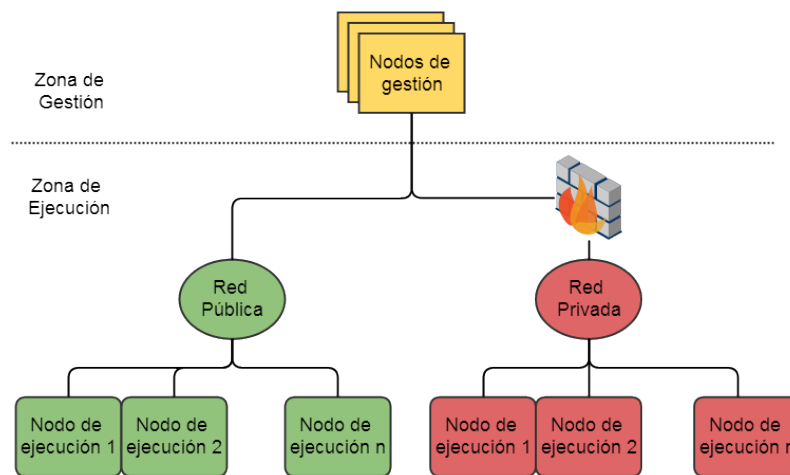 Nodos de
gestión
Zona de
Gestión
Zona de
Ejecución
Red
Pública
Red
Privada
Nodo de
ejecución 1
Nodo de
ejecución 2
Nodo de
ejecución n
Nodo de
ejecución 1
Nodo de
ejecución 2
Nodo de
ejecución n